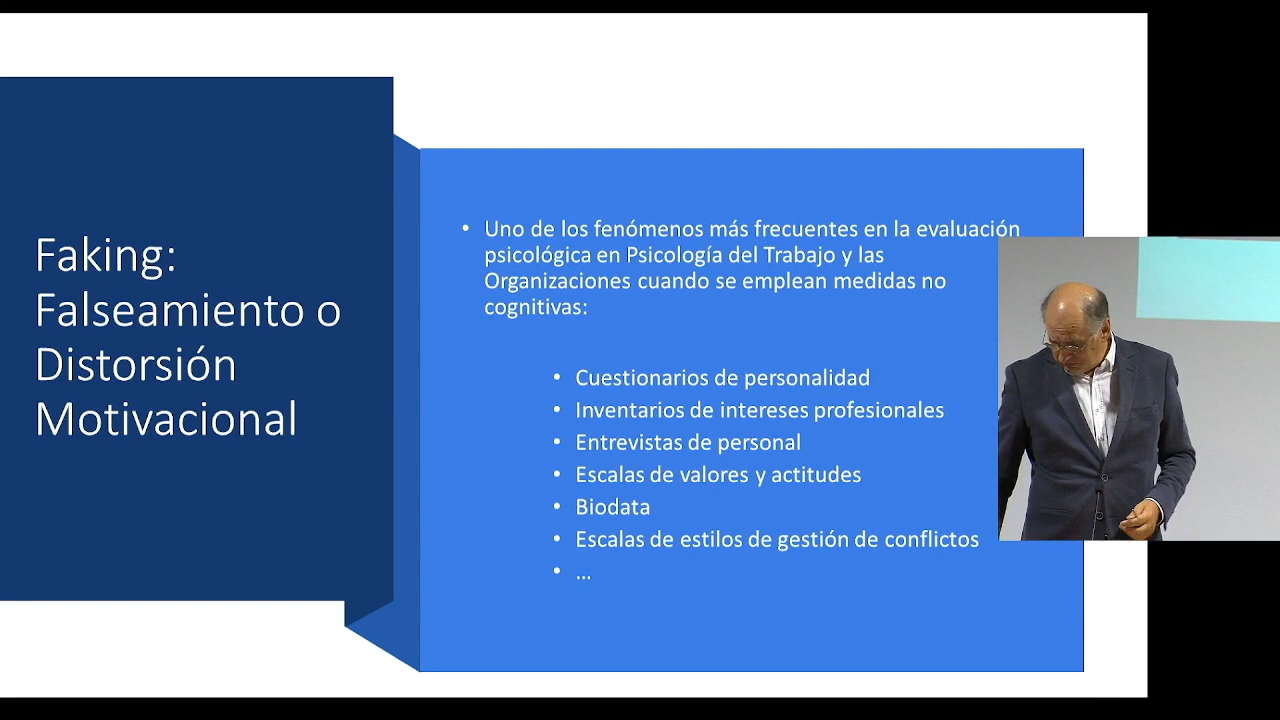 Faking:
Falseamiento o
Distorsión
Motivacional
• Uno de los fenómenos más frecuentes en la evaluación
psicológica en Psicología del Trabajo y las
Organizaciones cuando se emplean medidas no
cognitivas:
• Cuestionarios de personalidad
• Inventarios de intereses profesionales
• Entrevistas de personal
• Escalas de valores y actitudes
• Biodata
• Escalas de estilos de gestión de conflictos
• ...